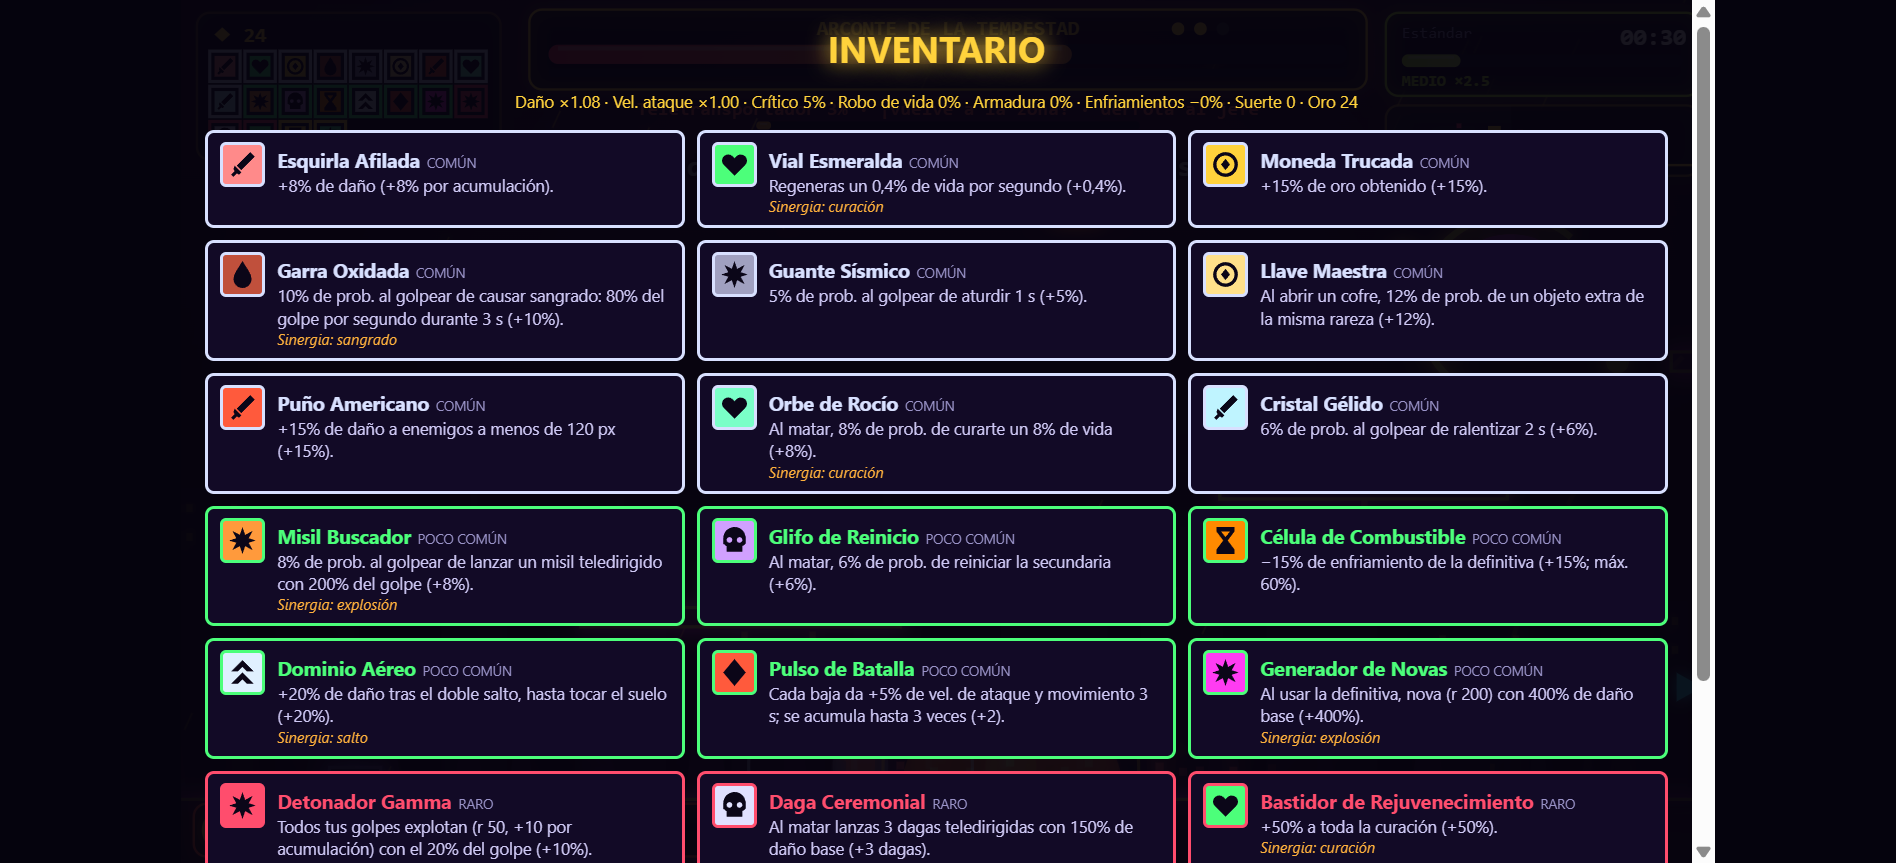 24
ARCONTE DE LA TEMPESTAD
Estándar
00:30
MEDIO ×2.5
INVENTARIO
Daño ×1.08 · Vel. ataque ×1.00 · Crítico 5% · Robo de vida 0% · Armadura 0% · Enfriamientos −0% · Suerte 0 · Oro 24
Esquirla Afilada COMÚN
+8% de daño (+8% por acumulación).
Vial Esmeralda COMÚN
Regeneras un 0,4% de vida por segundo (+0,4%).
Sinergia: curación
Moneda Trucada COMÚN
+15% de oro obtenido (+15%).
Garra Oxidada COMÚN
10% de prob. al golpear de causar sangrado: 80% del
golpe por segundo durante 3 s (+10%).
Sinergia: sangrado
Guante Sísmico COMÚN
5% de prob. al golpear de aturdir 1 s (+5%).
Llave Maestra COMÚN
Al abrir un cofre, 12% de prob. de un objeto extra de
la misma rareza (+12%).
Puño Americano COMÚN
+15% de daño a enemigos a menos de 120 px
(+15%).
Orbe de Rocío COMÚN
Al matar, 8% de prob. de curarte un 8% de vida
(+8%).
Sinergia: curación
Cristal Gélido COMÚN
6% de prob. al golpear de ralentizar 2 s (+6%).
Misil Buscador POCO COMÚN
8% de prob. al golpear de lanzar un misil teledirigido
con 200% del golpe (+8%).
Sinergia: explosión
Glifo de Reinicio POCO COMÚN
Al matar, 6% de prob. de reiniciar la secundaria
(+6%).
Célula de Combustible POCO COMÚN
−15% de enfriamiento de la definitiva (+15%; máx.
60%).
Dominio Aéreo POCO COMÚN
+20% de daño tras el doble salto, hasta tocar el suelo
(+20%).
Sinergia: salto
Pulso de Batalla POCO COMÚN
Cada baja da +5% de vel. de ataque y movimiento 3
s; se acumula hasta 3 veces (+2).
Generador de Novas POCO COMÚN
Al usar la definitiva, nova (r 200) con 400% de daño
base (+400%).
Sinergia: explosión
Detonador Gamma RARO
Todos tus golpes explotan (r 50, +10 por
acumulación) con el 20% del golpe (+10%).
Daga Ceremonial RARO
Al matar lanzas 3 dagas teledirigidas con 150% de
daño base (+3 dagas).
Bastidor de Rejuvenecimiento RARO
+50% a toda la curación (+50%).
Sinergia: curación